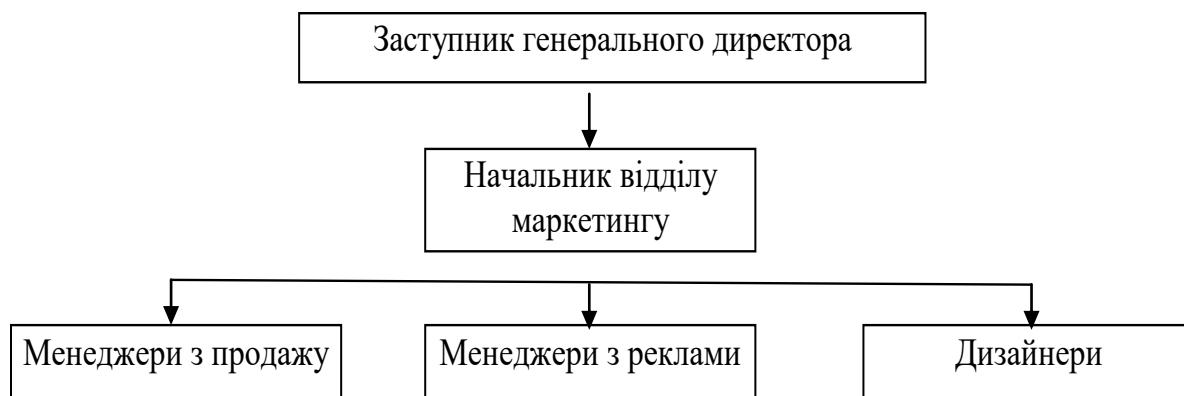 Заступник генерального директора
Начальник відділу
маркетингу
Менеджери з продажу
Менеджери з реклами
Дизайнери